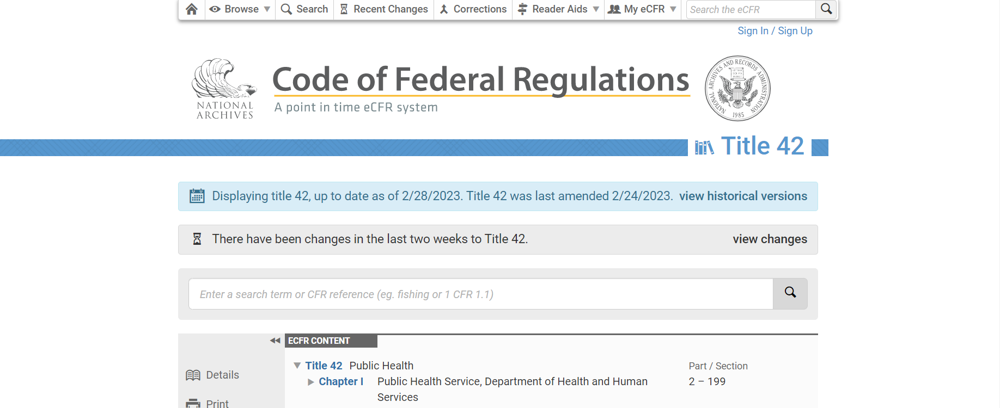 Browse Search Recent Changes Corrections Reader Aids My eCFR Search the eCFR
Sign In / Sign Up
NATIONAL
ARCHIVES
Code of Federal Regulations
A point in time eCFR system
NATIONAL ARCHIVES AND RECORDS ADMINISTRATION
LITTERA
SCRIPTA
MANET
1985
Title 42
Displaying title 42, up to date as of 2/28/2023. Title 42 was last amended 2/24/2023. view historical versions
There have been changes in the last two weeks to Title 42. view changes
Enter a search term or CFR reference (eg. fishing or 1 CFR 1.1)
ECFR CONTENT
Title 42 Public Health Part / Section
Details
Chapter I Public Health Service, Department of Health and Human 2 – 199
Services
Print